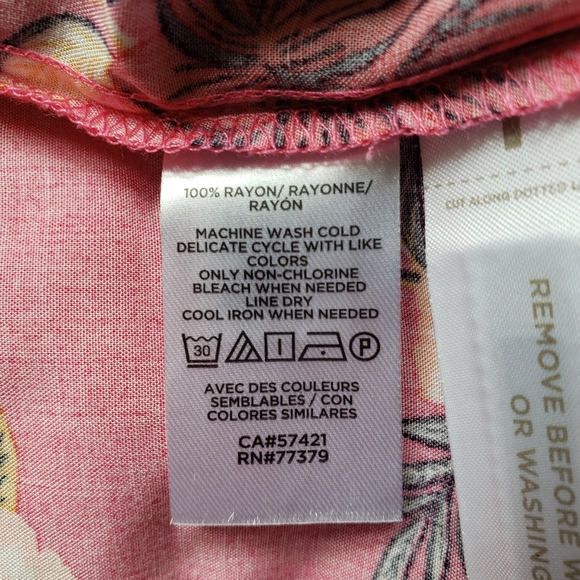 100% RAYON/ RAYONNE/
RAYÓN
MACHINE WASH COLD
DELICATE CYCLE WITH LIKE
COLORS
ONLY NON-CHLORINE
BLEACH WHEN NEEDED
LINE DRY
COOL IRON WHEN NEEDED
30
P
AVEC DES COULEURS
SEMBLABLES / CON
COLORES SIMILARES
CA#57421
RN#77379
CUT ALONG DOTTED
REMOVE BEFORE
OR WASHING